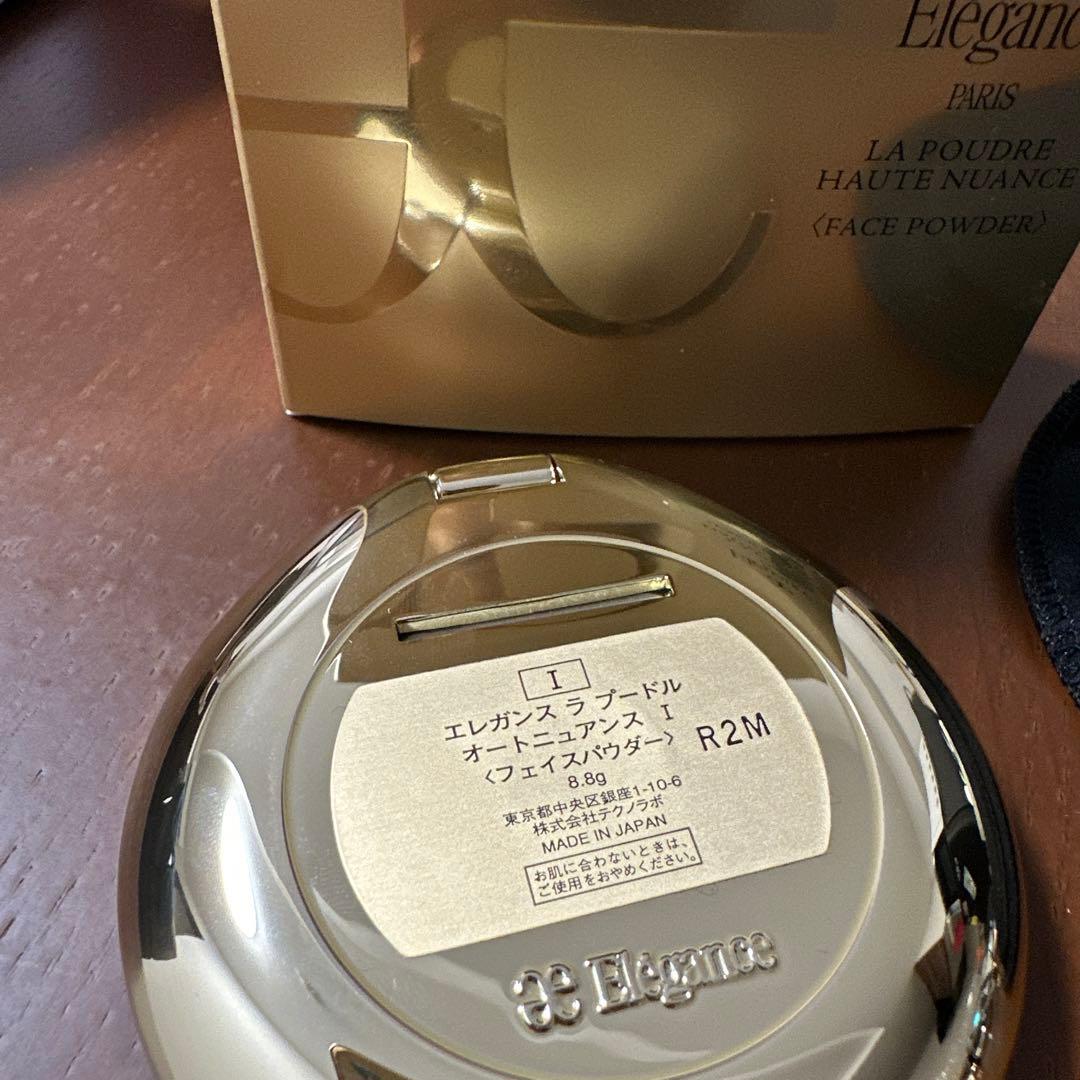 Eléganc
PARIS
LA POUDRE
HAUTE NUANCE
〈FACE POWDER〉
I
エレガンス ラ プードル
オートニュアンス I
〈フェイスパウダー〉 R2M
8.8g
東京都中央区銀座1-10-6
株式会社テクノラボ
MADE IN JAPAN
お肌に合わないときは、
ご使用をおやめください。
æ Elégance